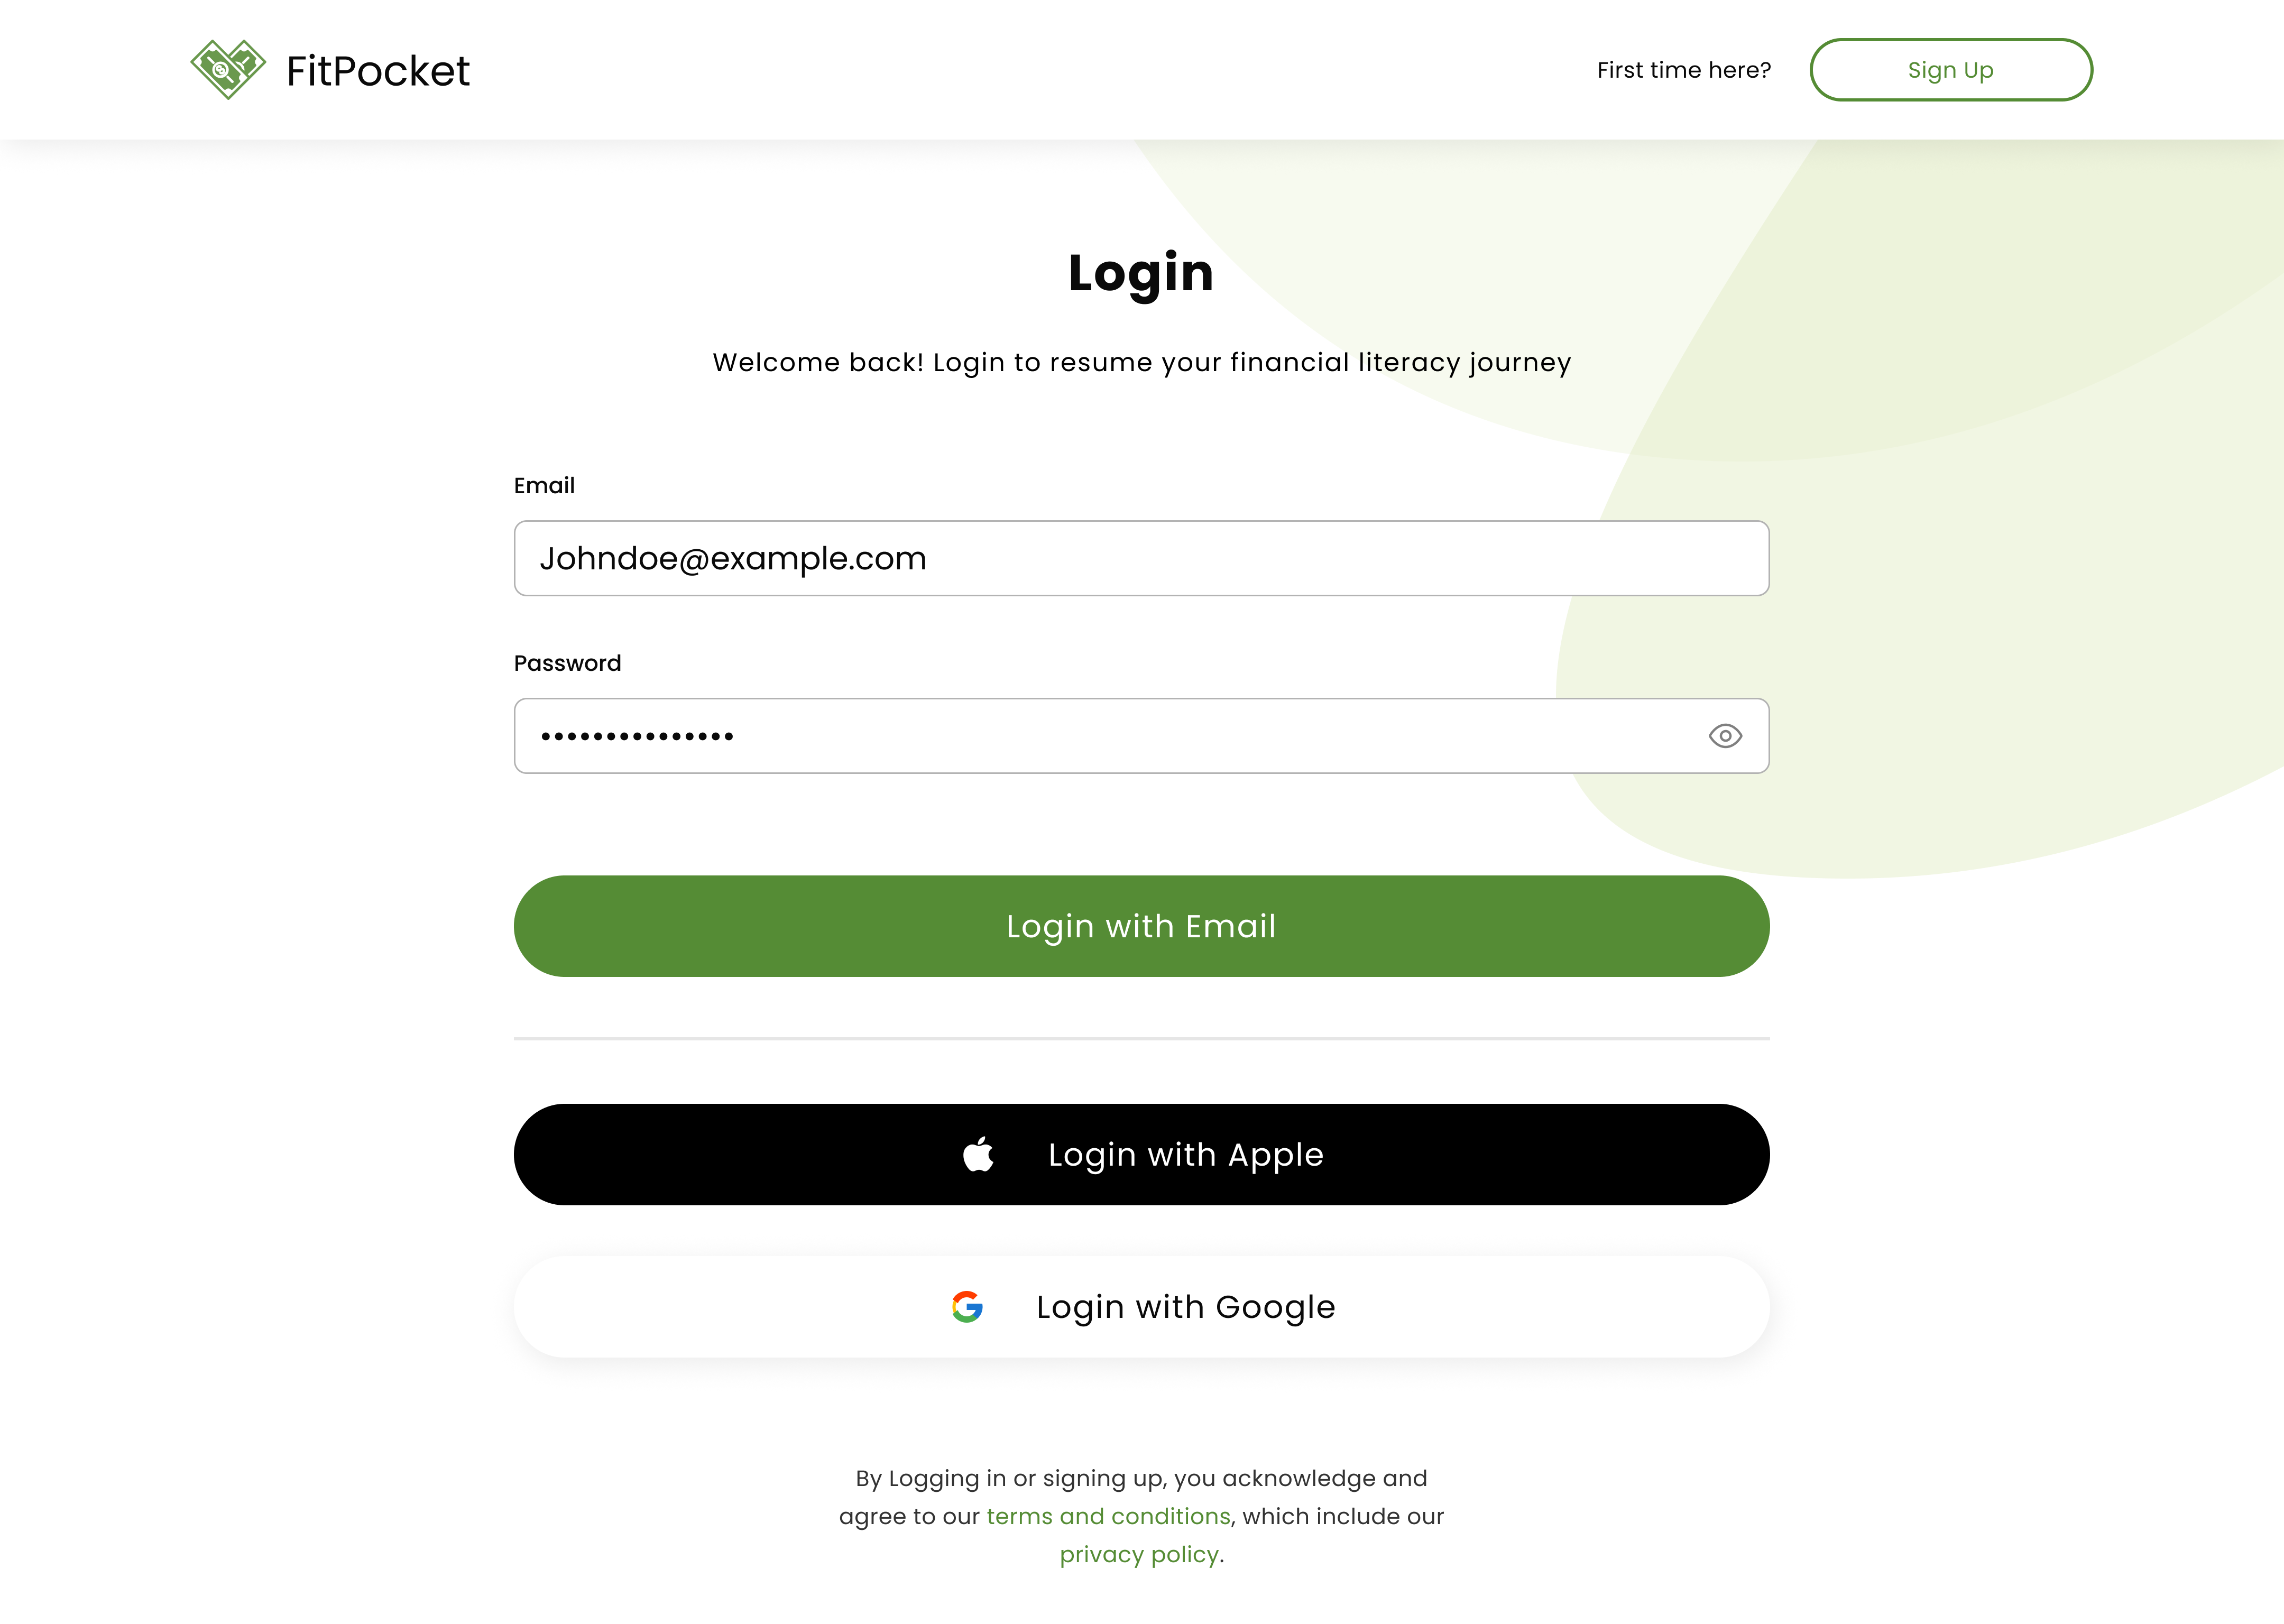 FitPocket
First time here?
Sign Up
Login
Welcome back! Login to resume your financial literacy journey
Email
Johndoe@example.com
Password
•••••••••••••••
Login with Email
Login with Apple
Login with Google
By Logging in or signing up, you acknowledge and
agree to our terms and conditions, which include our
privacy policy.